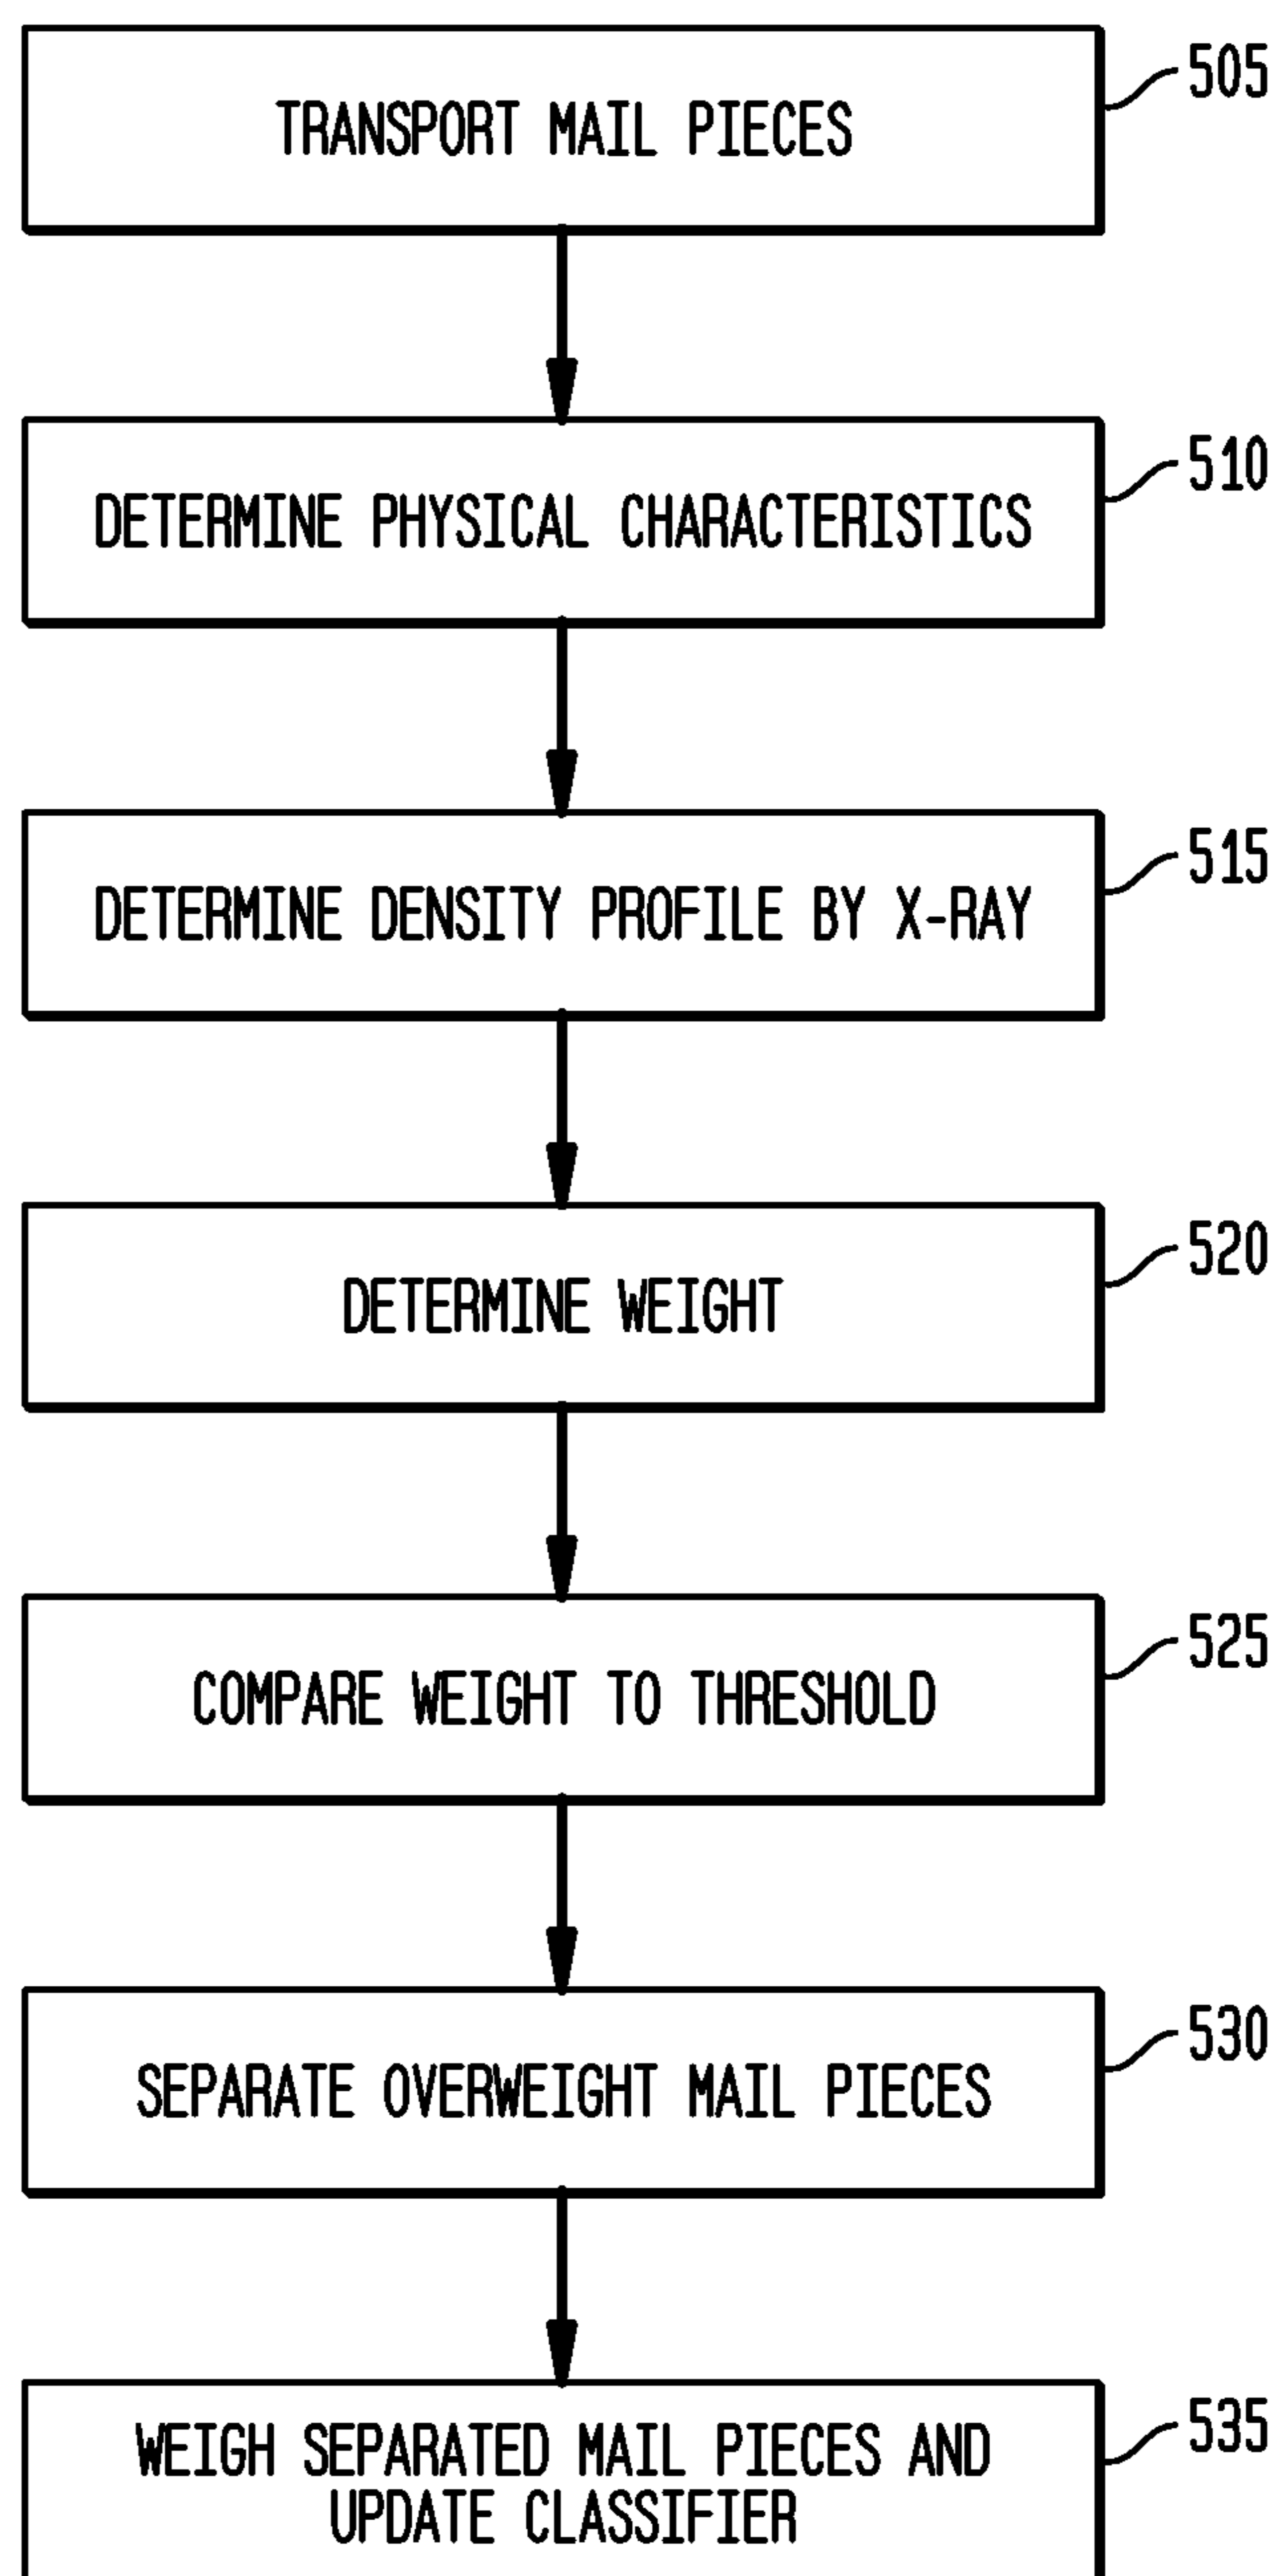 TRANSPORT MAIL PIECES
505
DETERMINE PHYSICAL CHARACTERISTICS
510
DETERMINE DENSITY PROFILE BY X-RAY
515
DETERMINE WEIGHT
520
COMPARE WEIGHT TO THRESHOLD
525
SEPARATE OVERWEIGHT MAIL PIECES
530
WEIGH SEPARATED MAIL PIECES AND
UPDATE CLASSIFIER
535